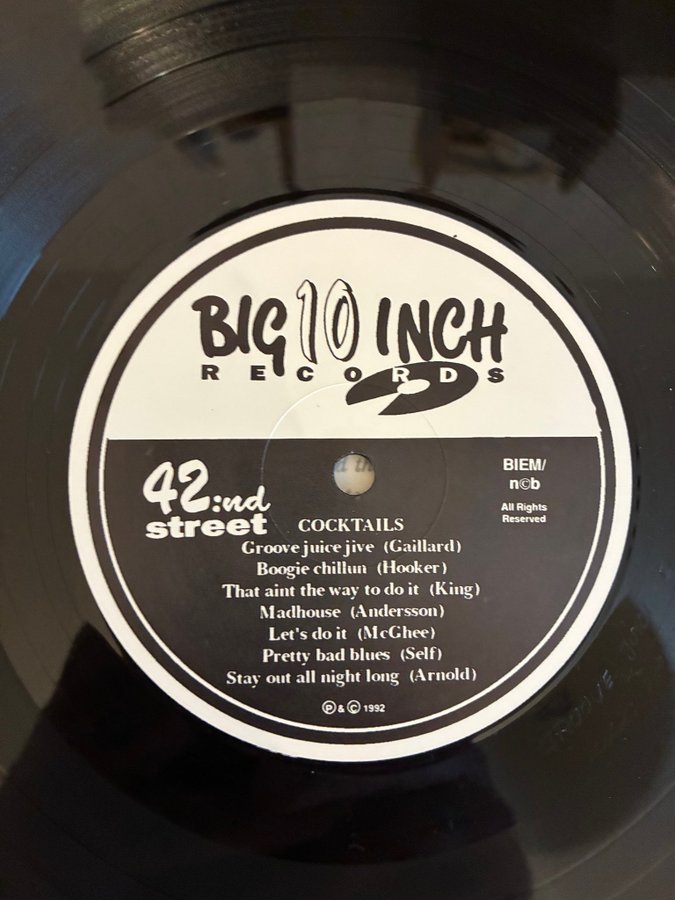 BIG 10 INCH
RECORDS
42:nd
street
BIEM/
n©b
All Rights
Reserved
COCKTAILS
Groove juice jive (Gaillard)
Boogie chillun (Hooker)
That aint the way to do it (King)
Madhouse (Andersson)
Let's do it (McGhee)
Pretty bad blues (Self)
Stay out all night long (Arnold)
℗ & © 1992